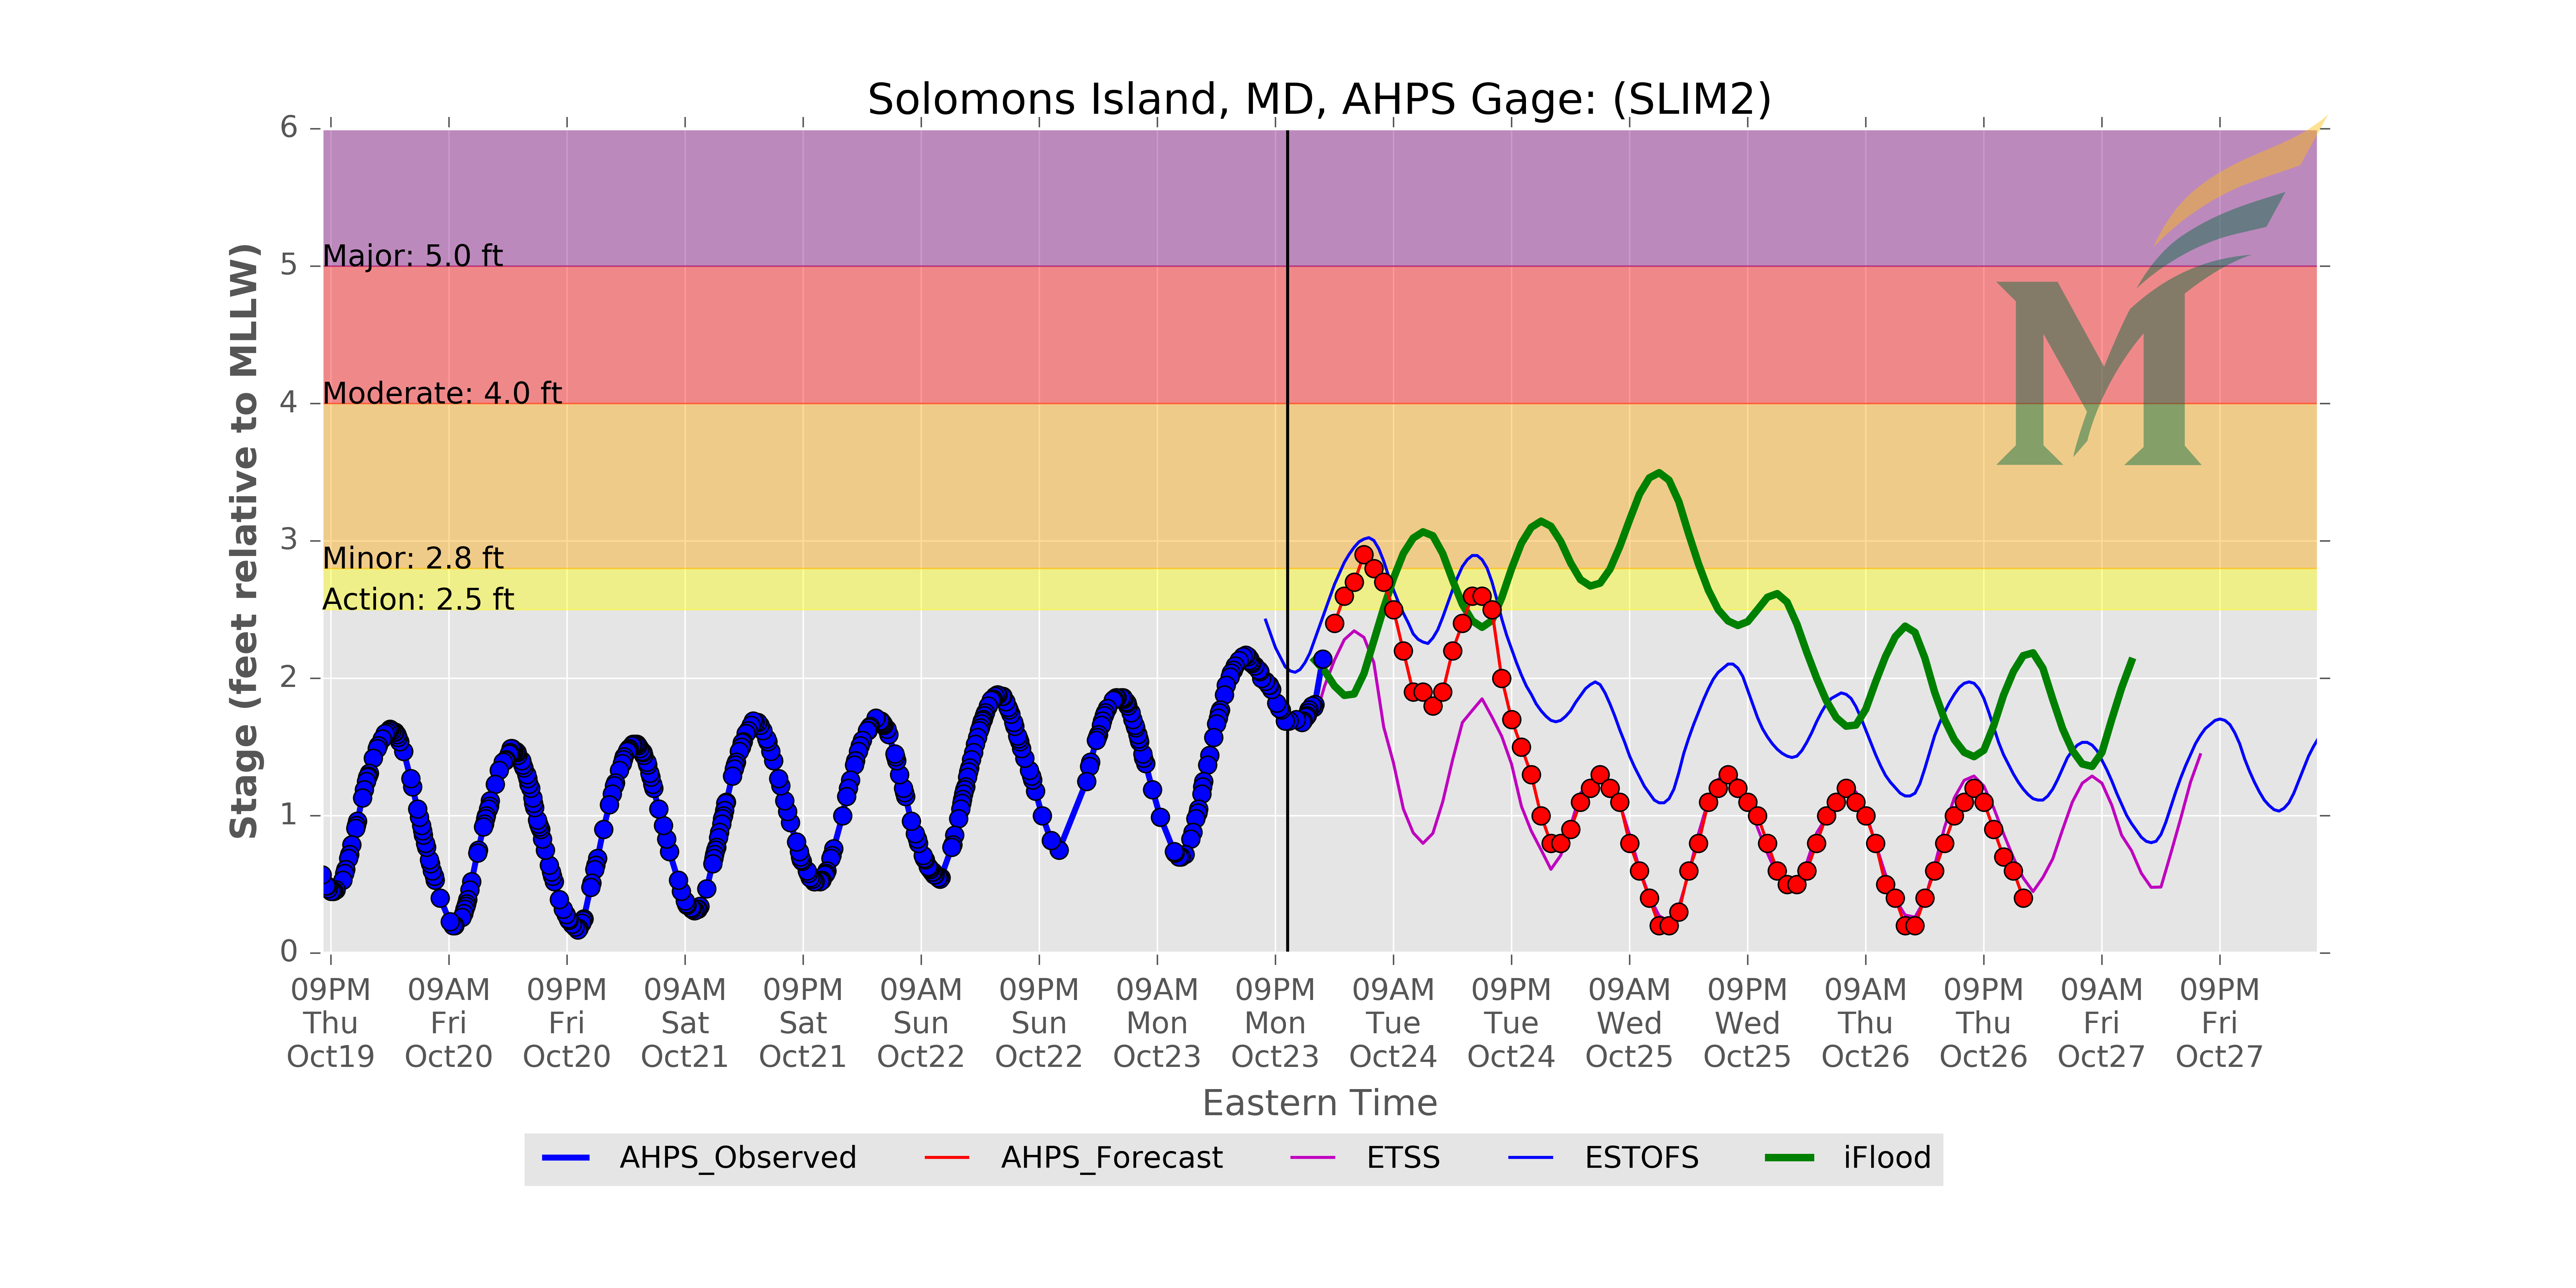 Solomons Island, MD, AHPS Gage: (SLIM2)
Stage (feet relative to MLLW)
6
5
4
3
2
1
0
Major: 5.0 ft
Moderate: 4.0 ft
Minor: 2.8 ft
Action: 2.5 ft
M
09PM 09AM 09PM 09AM 09PM 09AM 09PM 09AM 09PM 09AM 09PM 09AM 09PM 09AM 09PM 09AM 09PM
Thu Fri Fri Sat Sat Sun Sun Mon Mon Tue Tue Wed Wed Thu Thu Fri Fri
Oct19 Oct20 Oct20 Oct21 Oct21 Oct22 Oct22 Oct23 Oct23 Oct24 Oct24 Oct25 Oct25 Oct26 Oct26 Oct27 Oct27
Eastern Time
AHPS_Observed AHPS_Forecast ETSS ESTOFS iFlood